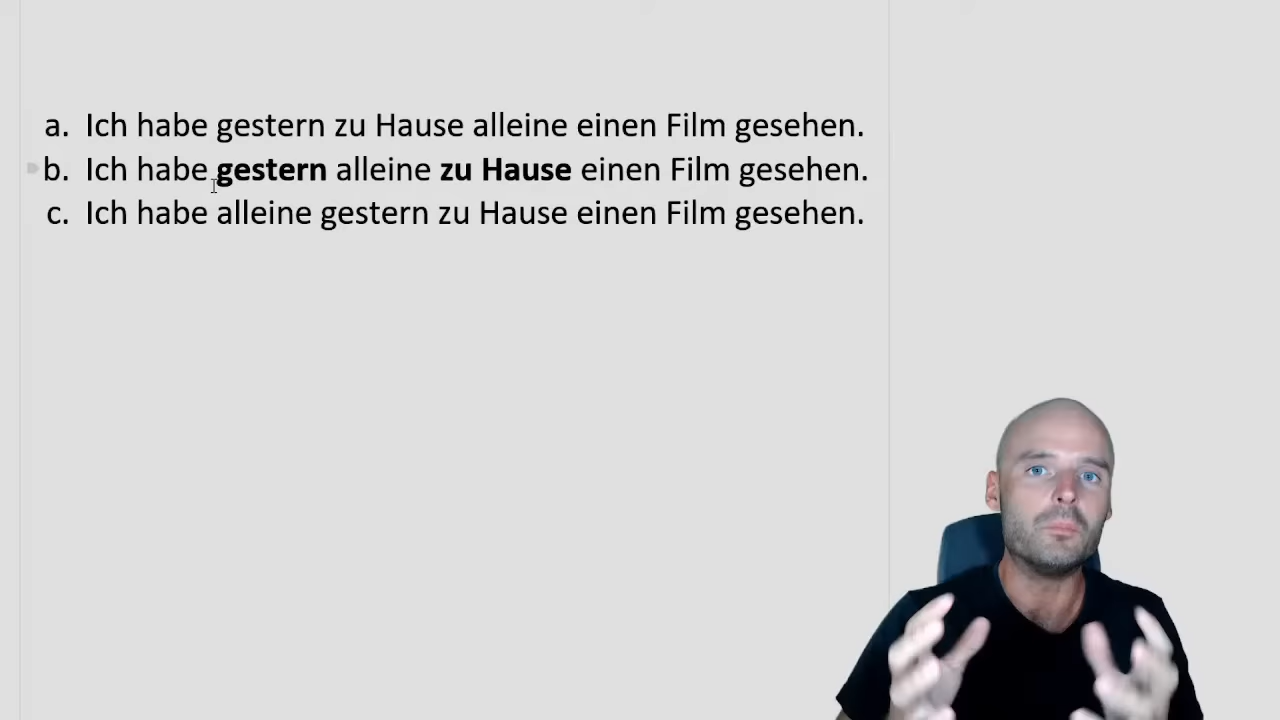 a. Ich habe gestern zu Hause alleine einen Film gesehen.
b. Ich habe gestern alleine zu Hause einen Film gesehen.
c. Ich habe alleine gestern zu Hause einen Film gesehen.